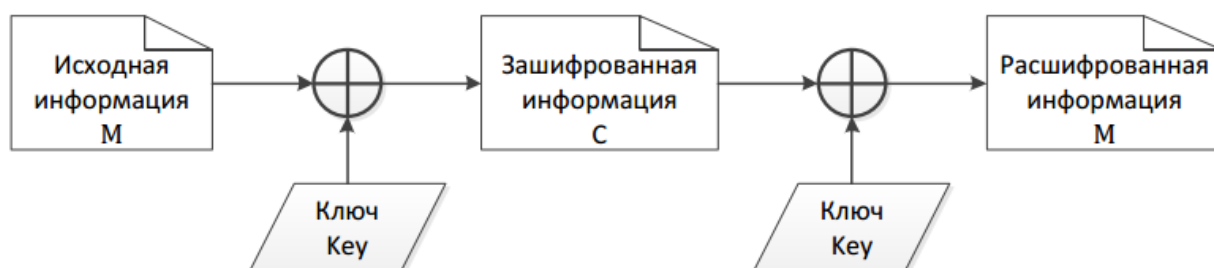 Исходная
информация
M
Зашифрованная
информация
C
Расшифрованная
информация
M
Ключ
Key
Ключ
Key